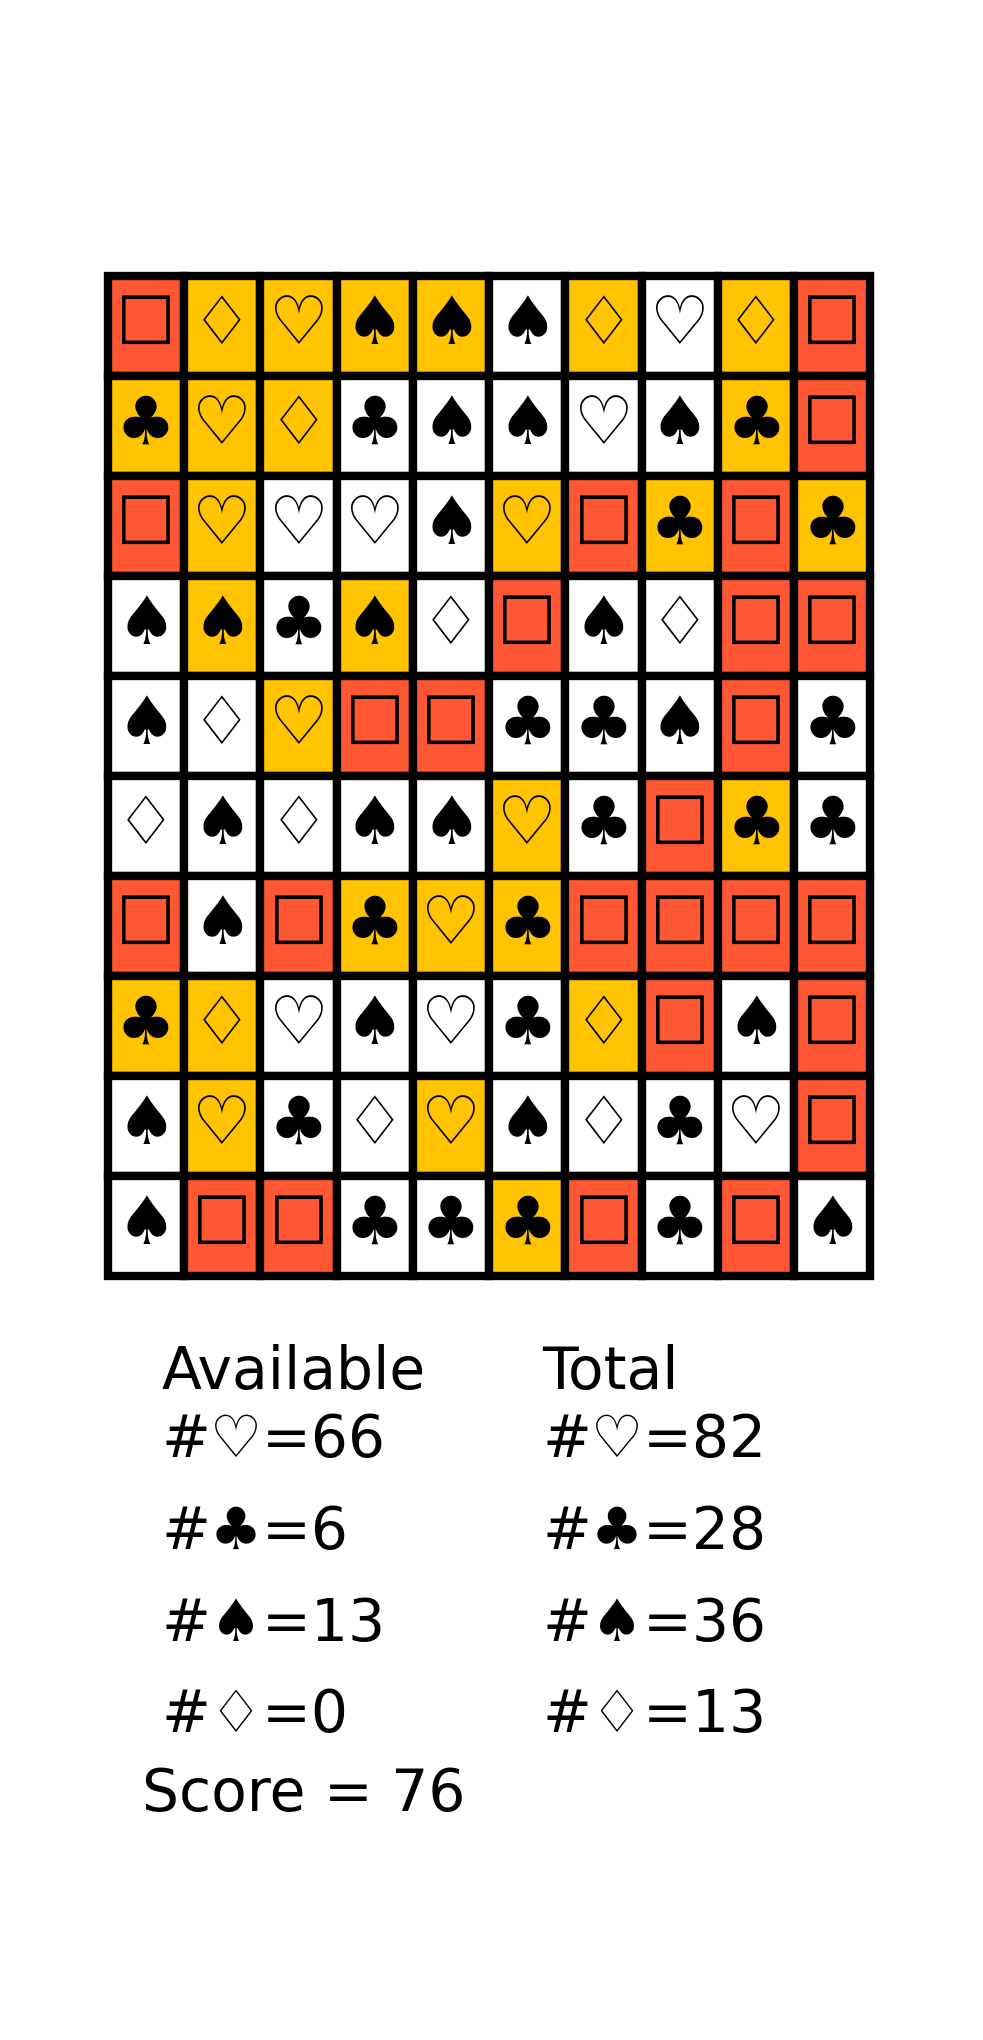 □ ♢ ♡ ♠ ♠ ♠ ♢ ♡ ♢ □
♣ ♡ ♢ ♣ ♠ ♠ ♡ ♠ ♣ □
□ ♡ ♡ ♡ ♠ ♡ □ ♣ □ ♣
♠ ♠ ♣ ♠ ♢ □ ♠ ♢ □ □
♠ ♢ ♡ □ □ ♣ ♣ ♠ □ ♣
♢ ♠ ♢ ♠ ♠ ♡ ♣ □ ♣ ♣
□ ♠ □ ♣ ♡ ♣ □ □ □ □
♣ ♢ ♡ ♠ ♡ ♣ ♢ □ ♠ □
♠ ♡ ♣ ♢ ♡ ♠ ♢ ♣ ♡ □
♠ □ □ ♣ ♣ ♣ □ ♣ □ ♠
Available Total
#♡=66 #♡=82
#♣=6 #♣=28
#♠=13 #♠=36
#♢=0 #♢=13
Score = 76